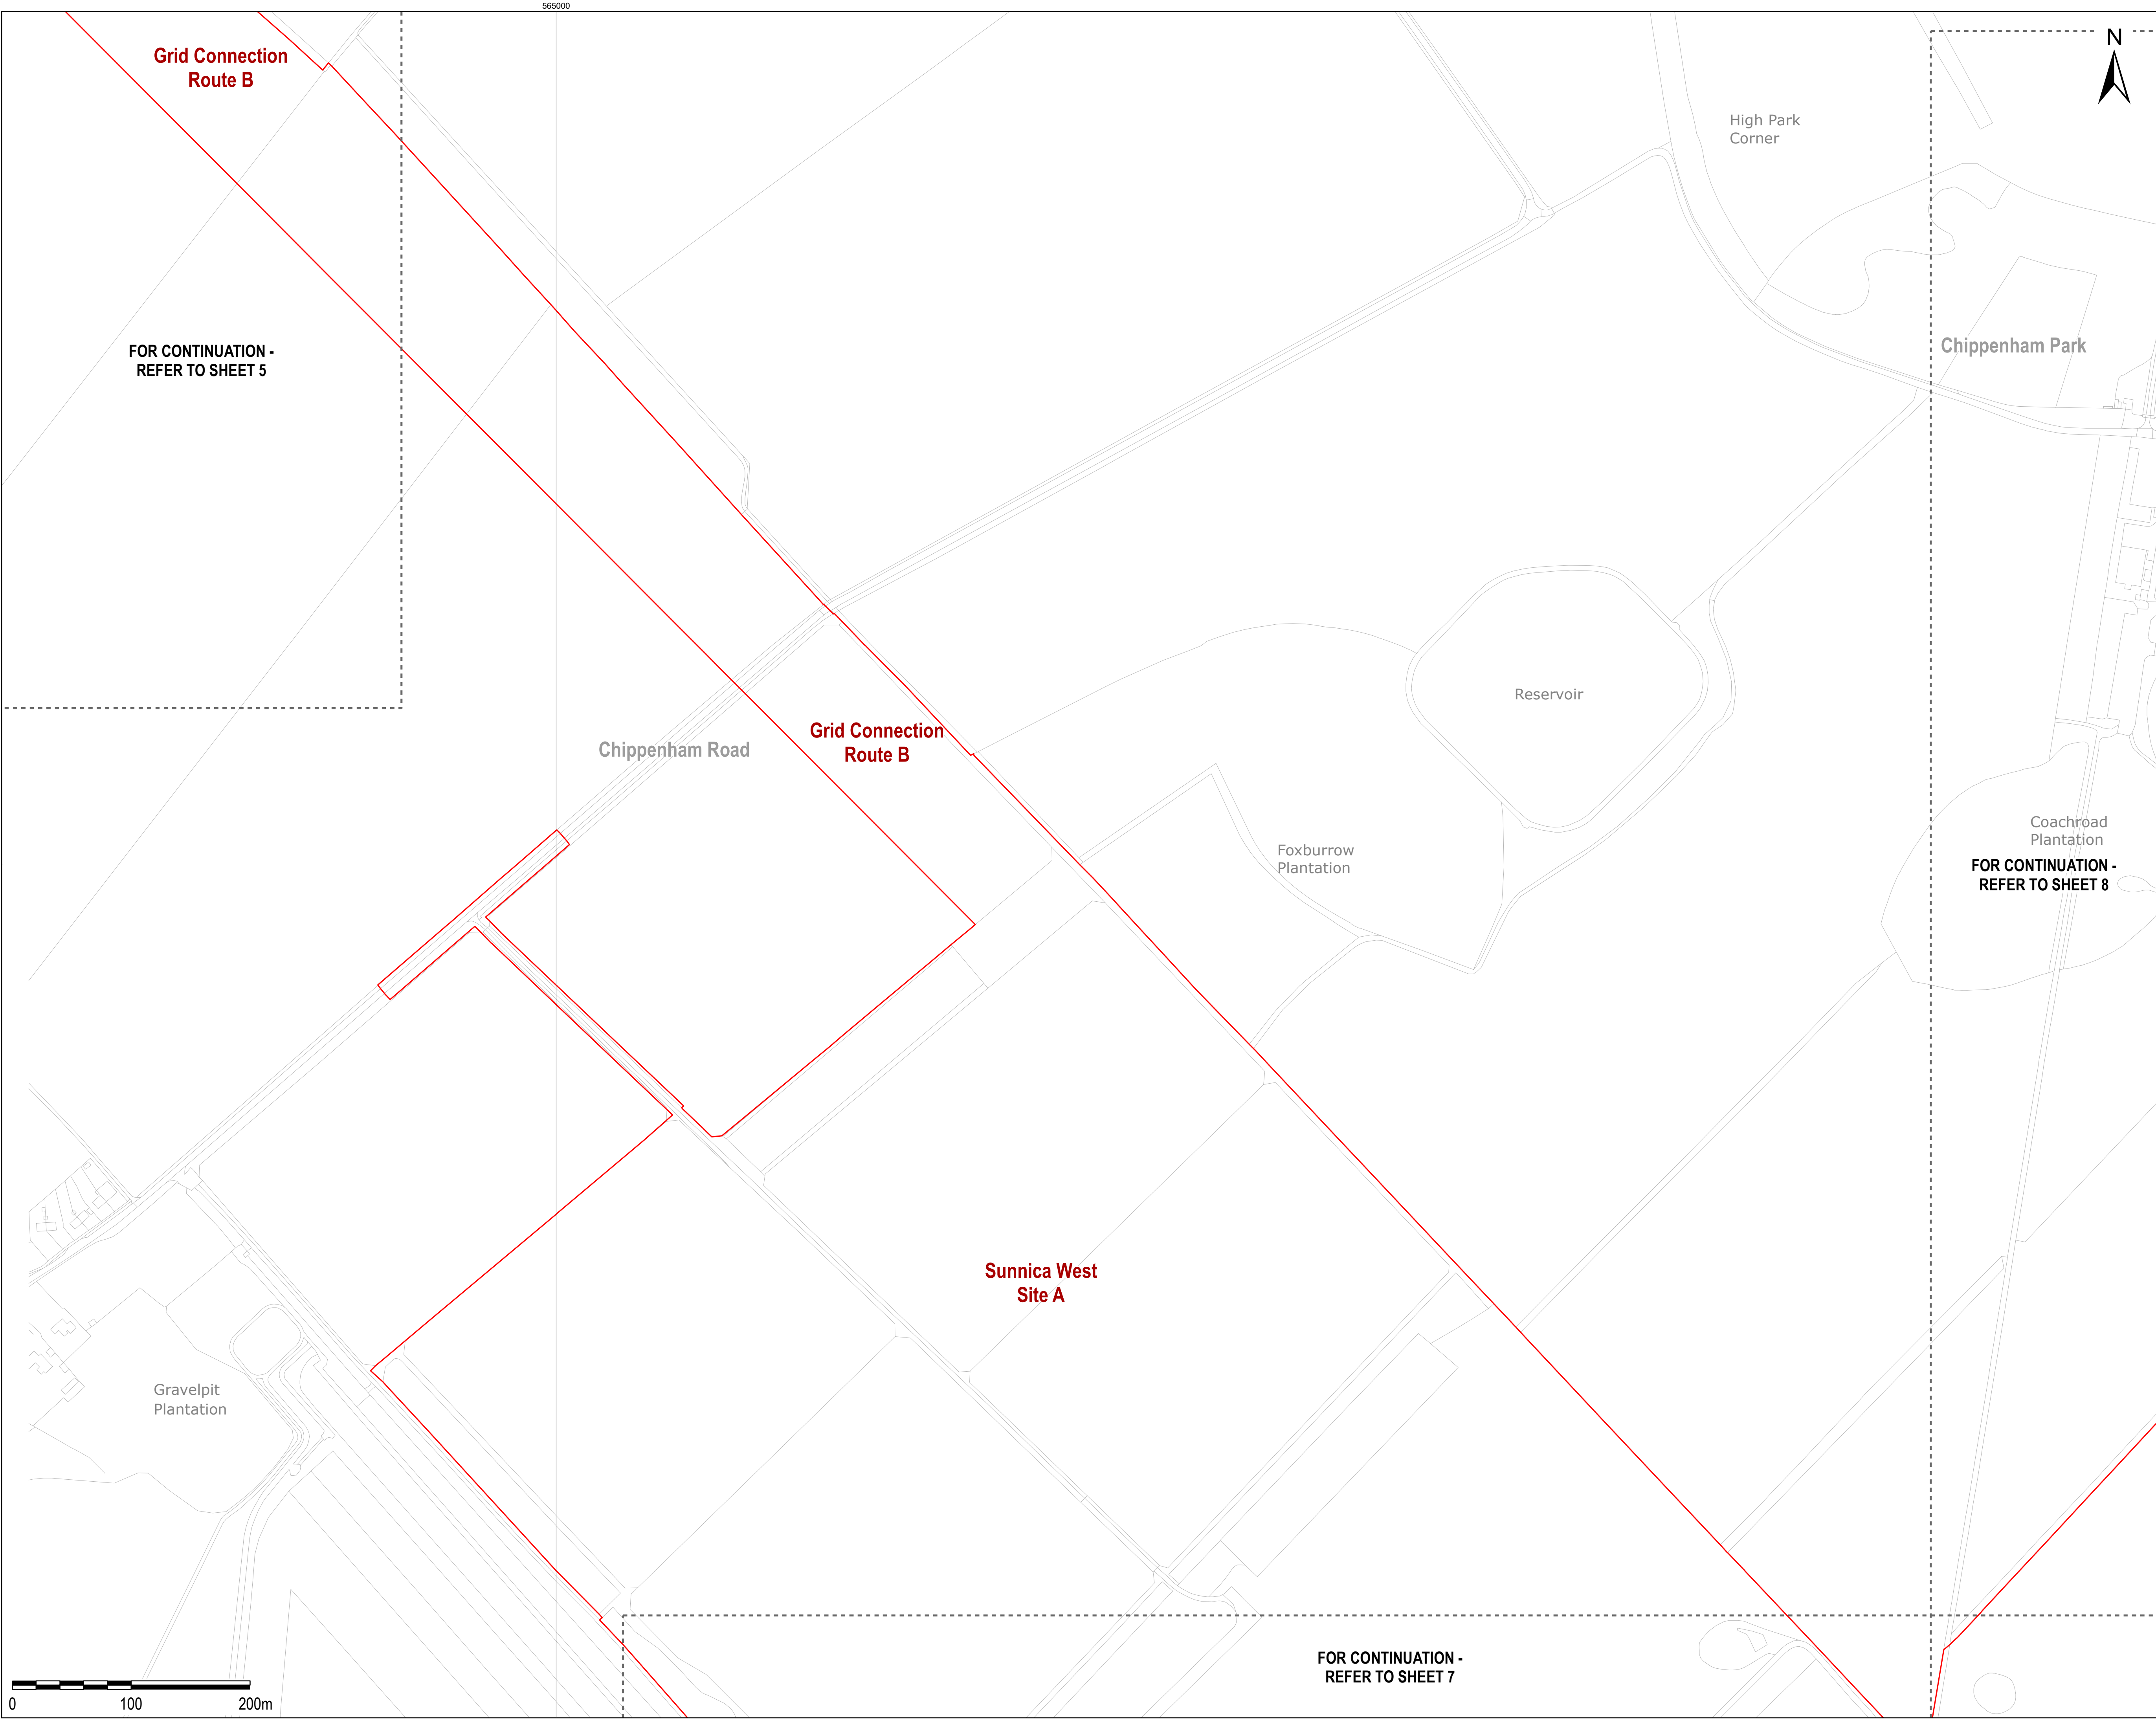 565000
Grid Connection
Route B
N
High Park
Corner
FOR CONTINUATION -
REFER TO SHEET 5
Chippenham Park
Reservoir
Grid Connection
Route B
Chippenham Road
Foxburrow
Plantation
Coachroad
Plantation
FOR CONTINUATION -
REFER TO SHEET 8
Sunnica West
Site A
Gravelpit
Plantation
FOR CONTINUATION -
REFER TO SHEET 7
0 100 200m